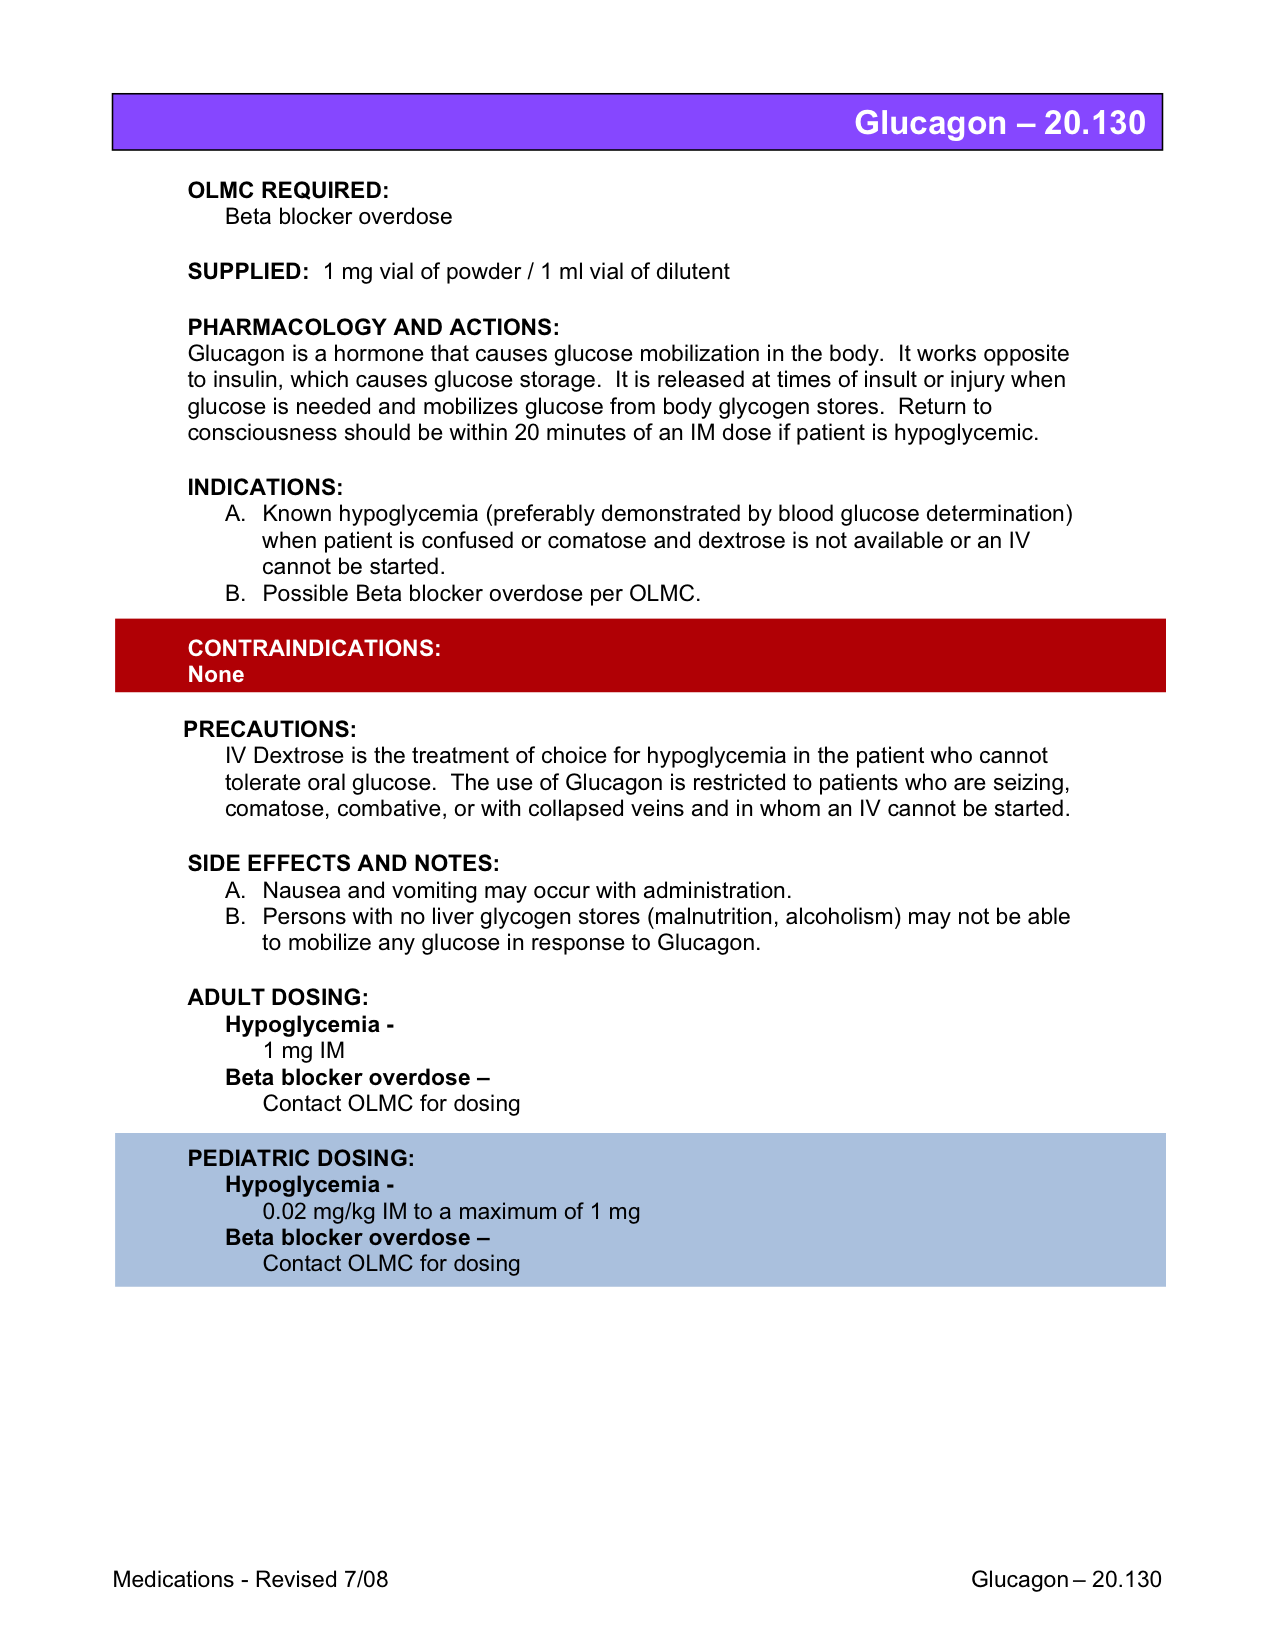 Glucagon – 20.130
OLMC REQUIRED:
Beta blocker overdose
SUPPLIED:  1 mg vial of powder / 1 ml vial of dilutent
PHARMACOLOGY AND ACTIONS:
Glucagon is a hormone that causes glucose mobilization in the body.  It works opposite
to insulin, which causes glucose storage.  It is released at times of insult or injury when
glucose is needed and mobilizes glucose from body glycogen stores.  Return to
consciousness should be within 20 minutes of an IM dose if patient is hypoglycemic.
INDICATIONS:
A.  Known hypoglycemia (preferably demonstrated by blood glucose determination)
when patient is confused or comatose and dextrose is not available or an IV
cannot be started.
B.  Possible Beta blocker overdose per OLMC.
CONTRAINDICATIONS:
None
PRECAUTIONS:
IV Dextrose is the treatment of choice for hypoglycemia in the patient who cannot
tolerate oral glucose.  The use of Glucagon is restricted to patients who are seizing,
comatose, combative, or with collapsed veins and in whom an IV cannot be started.
SIDE EFFECTS AND NOTES:
A.  Nausea and vomiting may occur with administration.
B.  Persons with no liver glycogen stores (malnutrition, alcoholism) may not be able
to mobilize any glucose in response to Glucagon.
ADULT DOSING:
Hypoglycemia -
1 mg IM
Beta blocker overdose –
Contact OLMC for dosing
PEDIATRIC DOSING:
Hypoglycemia -
0.02 mg/kg IM to a maximum of 1 mg
Beta blocker overdose –
Contact OLMC for dosing
Medications - Revised 7/08 Glucagon – 20.130